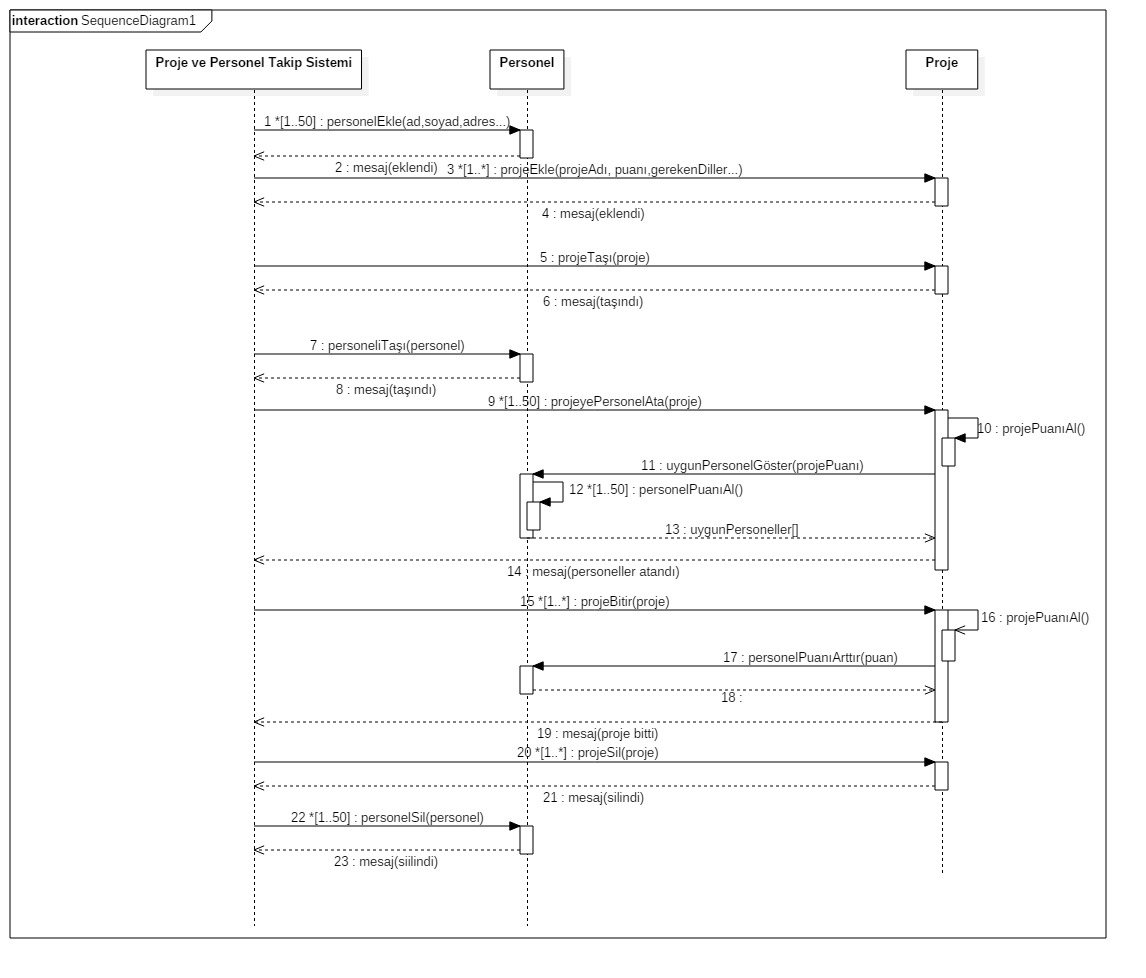 interaction SequenceDiagram1
Proje ve Personel Takip Sistemi
Personel
Proje
1 *[1..50] : personelEkle(ad,soyad,adres...)
2 : mesaj(eklendi)
3 *[1..*] : projeEkle(projeAdı, puanı,gerekenDiller...)
4 : mesaj(eklendi)
5 : projeTaşı(proje)
6 : mesaj(taşındı)
7 : personeliTaşı(personel)
8 : mesaj(taşındı)
9 *[1..50] : projeyePersonelAta(proje)
10 : projePuanıAl()
11 : uygunPersonelGöster(projePuanı)
12 *[1..50] : personelPuanıAl()
13 : uygunPersoneller[]
14 : mesaj(personeller atandı)
15 *[1..*] : projeBitir(proje)
16 : projePuanıAl()
17 : personelPuanıArttır(puan)
18 :
19 : mesaj(proje bitti)
20 *[1..*] : projeSil(proje)
21 : mesaj(silindi)
22 *[1..50] : personelSil(personel)
23 : mesaj(siilindi)